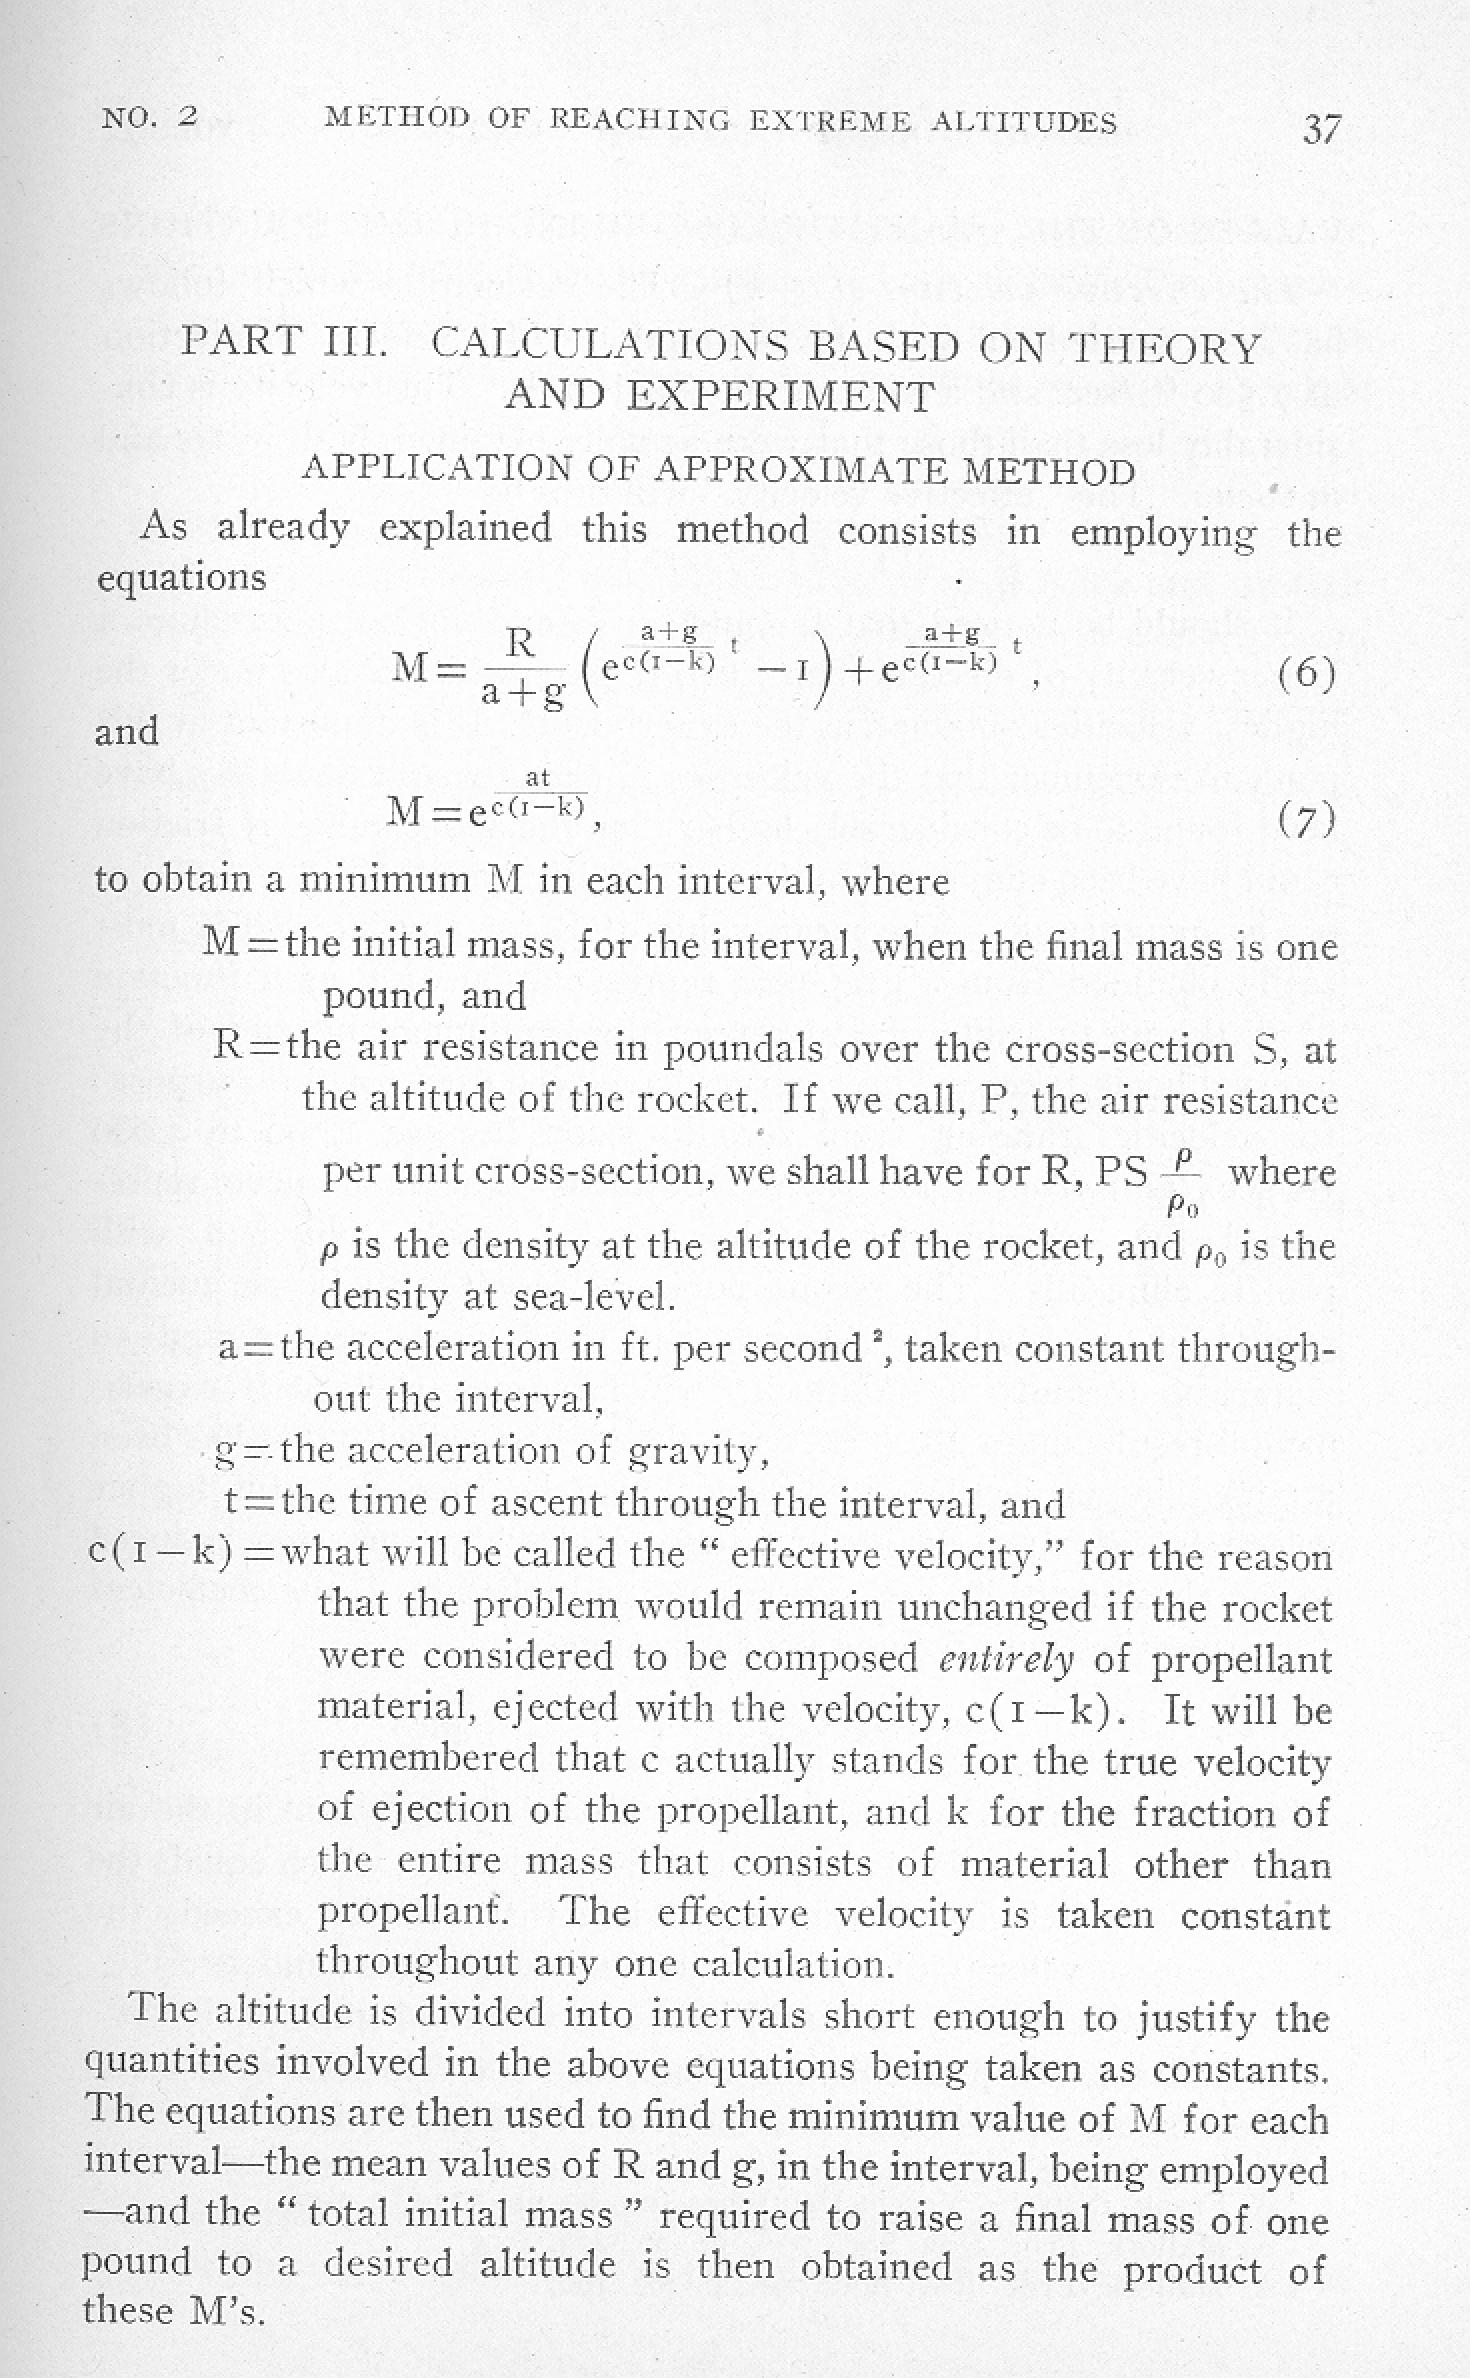 NO. 2 METHOD OF REACHING EXTREME ALTITUDES 37
PART III. CALCULATIONS BASED ON THEORY
AND EXPERIMENT
APPLICATION OF APPROXIMATE METHOD
As already explained this method consists in employing the
equations
M = R/(a+g) (e^((a+g)/(c(1−k)) t) −1) + e^((a+g)/(c(1−k)) t), (6)
and
M = e^(at/(c(1−k))), (7)
to obtain a minimum M in each interval, where
M = the initial mass, for the interval, when the final mass is one
pound, and
R = the air resistance in poundals over the cross-section S, at
the altitude of the rocket. If we call, P, the air resistance
per unit cross-section, we shall have for R, PS ρ/ρ₀ where
ρ is the density at the altitude of the rocket, and ρ₀ is the
density at sea-level.
a = the acceleration in ft. per second ², taken constant through-
out the interval,
g = the acceleration of gravity,
t = the time of ascent through the interval, and
c(1−k) = what will be called the “ effective velocity,” for the reason
that the problem would remain unchanged if the rocket
were considered to be composed entirely of propellant
material, ejected with the velocity, c(1−k). It will be
remembered that c actually stands for the true velocity
of ejection of the propellant, and k for the fraction of
the entire mass that consists of material other than
propellant. The effective velocity is taken constant
throughout any one calculation.
The altitude is divided into intervals short enough to justify the
quantities involved in the above equations being taken as constants.
The equations are then used to find the minimum value of M for each
interval—the mean values of R and g, in the interval, being employed
—and the “ total initial mass ” required to raise a final mass of one
pound to a desired altitude is then obtained as the product of
these M’s.